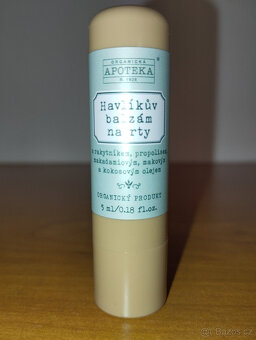 ORGANICKÁ
APOTEKA
Havlíkův
balzám
na rty
s rakytníkem, propolisem,
makadamiovým, makovým
a kokosovým olejem
ORGANICKÝ PRODUKT
5 ml/0.18 fl.oz.